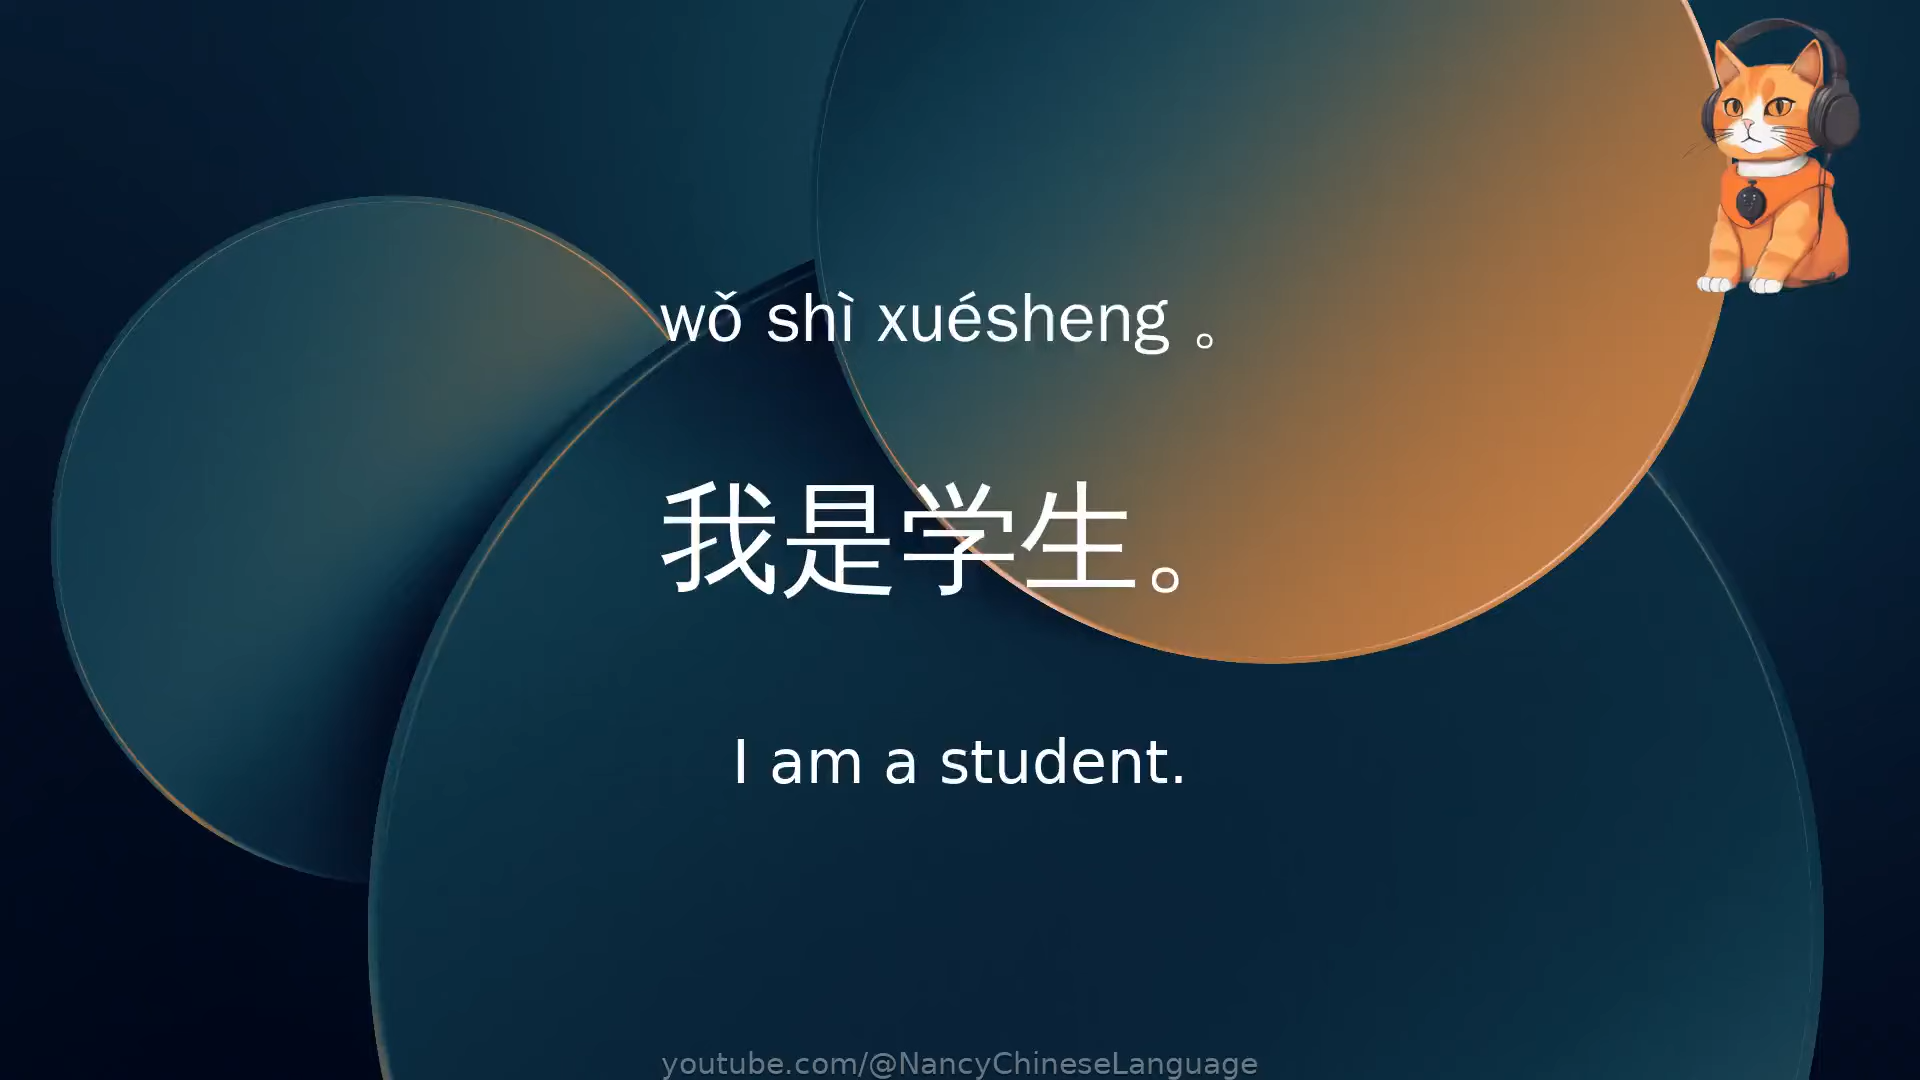 wǒ shì xuésheng 。
我是学生。
I am a student.
youtube.com/@NancyChineseLanguage